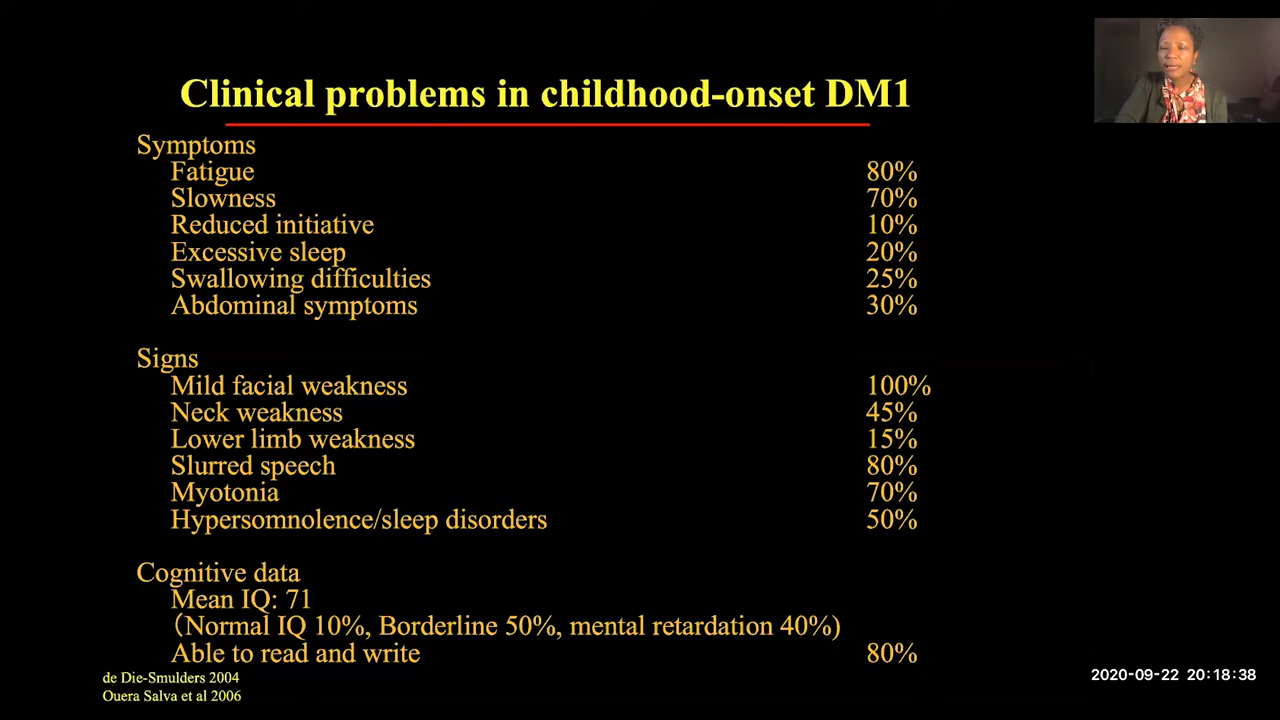 Clinical problems in childhood-onset DM1
Symptoms
Fatigue 80%
Slowness 70%
Reduced initiative 10%
Excessive sleep 20%
Swallowing difficulties 25%
Abdominal symptoms 30%
Signs
Mild facial weakness 100%
Neck weakness 45%
Lower limb weakness 15%
Slurred speech 80%
Myotonia 70%
Hypersomnolence/sleep disorders 50%
Cognitive data
Mean IQ: 71
(Normal IQ 10%, Borderline 50%, mental retardation 40%)
Able to read and write 80%
de Die-Smulders 2004
Ouera Salva et al 2006
2020-09-22 20:18:38